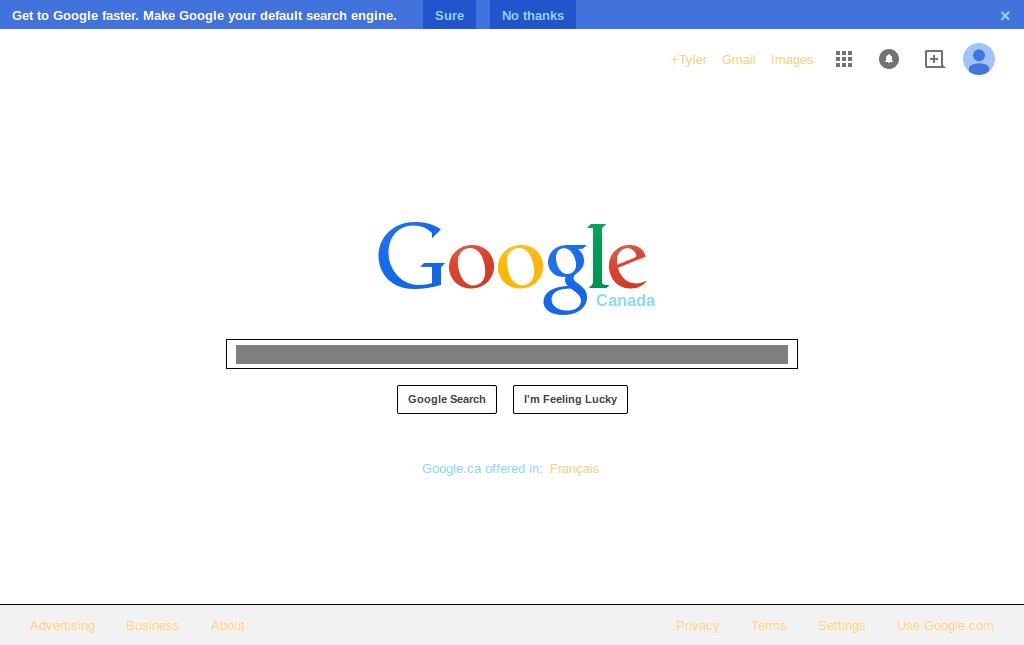 Get to Google faster. Make Google your default search engine. Sure No thanks ×
+Tyler Gmail Images
Google
Canada
Google Search I'm Feeling Lucky
Google.ca offered in: Français
Advertising Business About Privacy Terms Settings Use Google.com